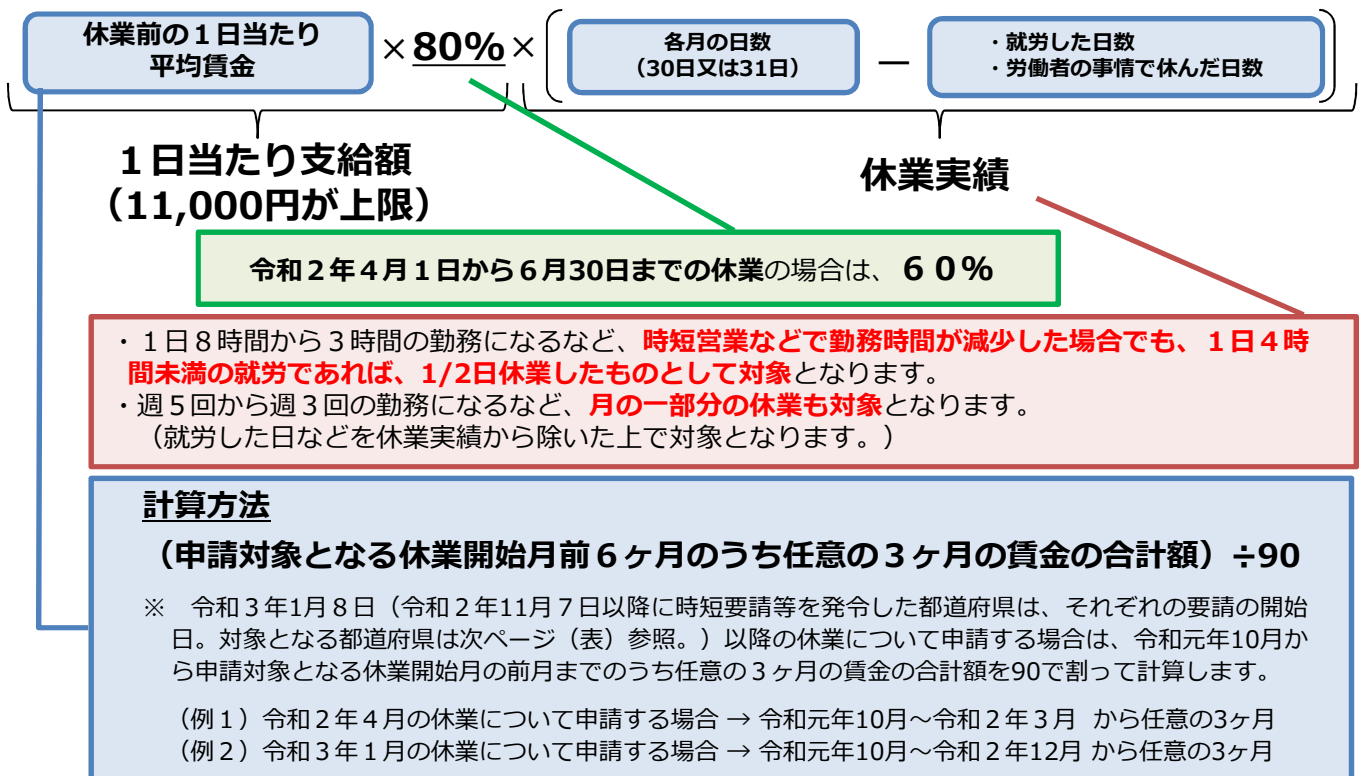 休業前の１日当たり
平均賃金
×80%×
各月の日数
（30日又は31日）
－
・就労した日数
・労働者の事情で休んだ日数
１日当たり支給額
（11,000円が上限）
休業実績
令和２年４月１日から６月30日までの休業の場合は、６０％
・１日８時間から３時間の勤務になるなど、時短営業などで勤務時間が減少した場合でも、１日４時
間未満の就労であれば、1/2日休業したものとして対象となります。
・週５回から週３回の勤務になるなど、月の一部分の休業も対象となります。
（就労した日などを休業実績から除いた上で対象となります。）
計算方法
（申請対象となる休業開始月前６ヶ月のうち任意の３ヶ月の賃金の合計額）÷90
※　令和３年1月８日（令和２年11月７日以降に時短要請等を発令した都道府県は、それぞれの要請の開始
日。対象となる都道府県は次ページ（表）参照。）以降の休業について申請する場合は、令和元年10月か
ら申請対象となる休業開始月の前月までのうち任意の３ヶ月の賃金の合計額を90で割って計算します。
（例１）令和２年４月の休業について申請する場合 → 令和元年10月～令和２年３月 から任意の3ヶ月
（例２）令和３年１月の休業について申請する場合 → 令和元年10月～令和２年12月 から任意の3ヶ月